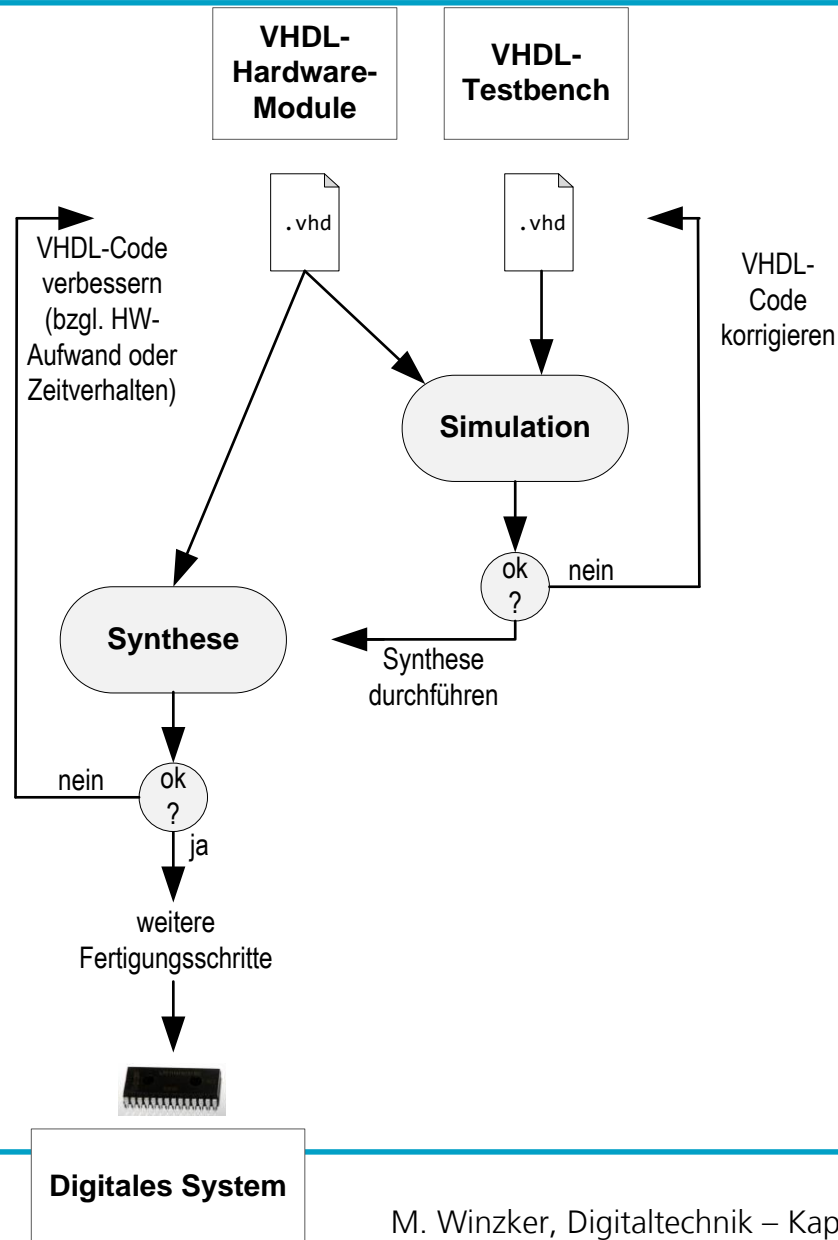 VHDL-
Hardware-
Module
VHDL-
Testbench
.vhd
.vhd
VHDL-Code
verbessern
(bzgl. HW-
Aufwand oder
Zeitverhalten)
VHDL-
Code
korrigieren
Simulation
ok
?
nein
Synthese
Synthese
durchführen
nein
ok
?
ja
weitere
Fertigungsschritte
Digitales System
M. Winzker, Digitaltechnik – Kap